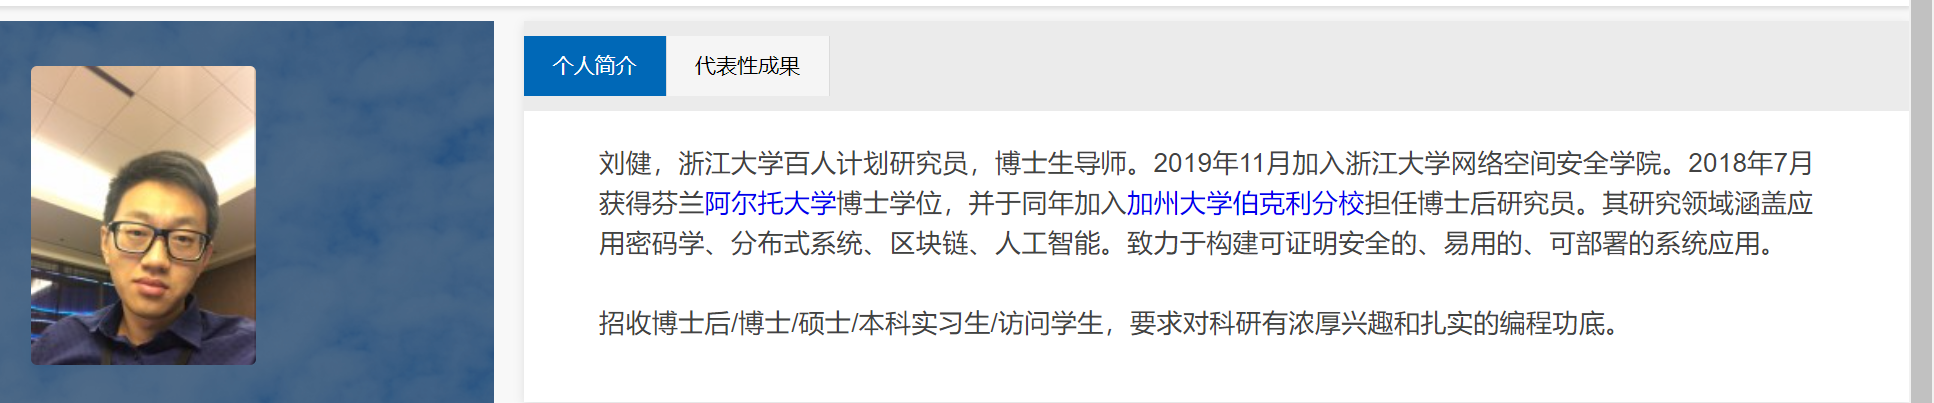 个人简介
代表性成果
刘健，浙江大学百人计划研究员，博士生导师。2019年11月加入浙江大学网络空间安全学院。2018年7月
获得芬兰阿尔托大学博士学位，并于同年加入加州大学伯克利分校担任博士后研究员。其研究领域涵盖应
用密码学、分布式系统、区块链、人工智能。致力于构建可证明安全的、易用的、可部署的系统应用。
招收博士后/博士/硕士/本科实习生/访问学生，要求对科研有浓厚兴趣和扎实的编程功底。